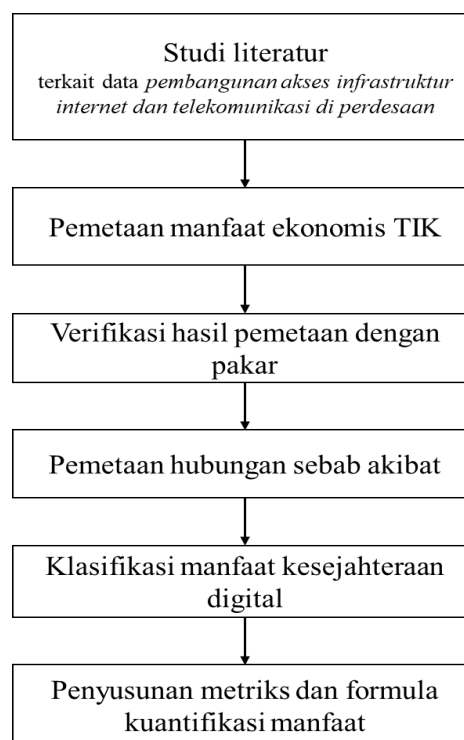 Studi literatur
terkait data pembangunan akses infrastruktur
internet dan telekomunikasi di perdesaan
Pemetaan manfaat ekonomis TIK
Verifikasi hasil pemetaan dengan
pakar
Pemetaan hubungan sebab akibat
Klasifikasi manfaat kesejahteraan
digital
Penyusunan metriks dan formula
kuantifikasi manfaat